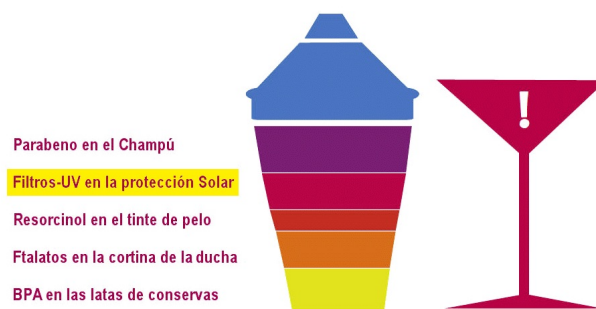 !
Parabeno en el Champú
Filtros-UV en la protección Solar
Resorcinol en el tinte de pelo
Ftalatos en la cortina de la ducha
BPA en las latas de conservas